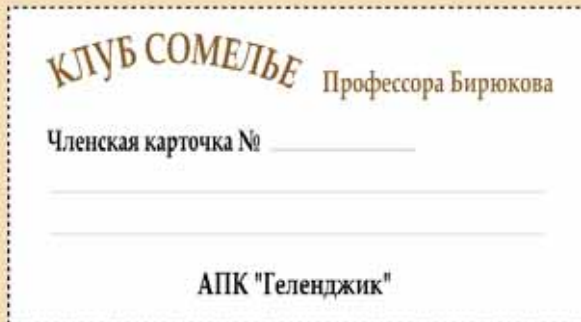 КЛУБ СОМЕЛЬЕ
Профессора Бирюкова
Членская карточка №
АПК "Геленджик"